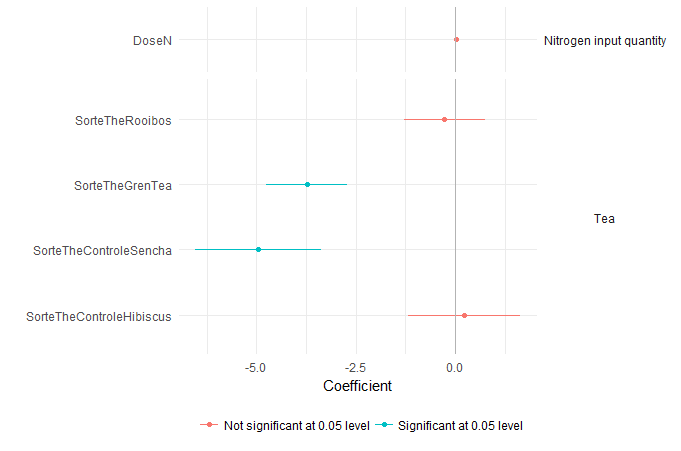 DoseN
Nitrogen input quantity
SorteTheRooibos
SorteTheGrenTea
Tea
SorteTheControleSencha
SorteTheControleHibiscus
-5.0 -2.5 0.0
Coefficient
Not significant at 0.05 level Significant at 0.05 level